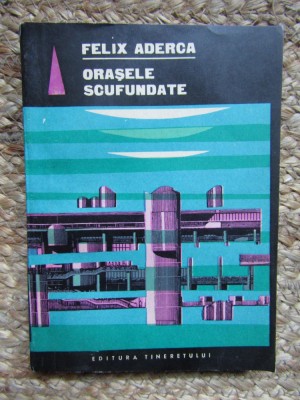 FELIX ADERCA
ORAȘELE
SCUFUNDATE
EDITURA TINERETULUI